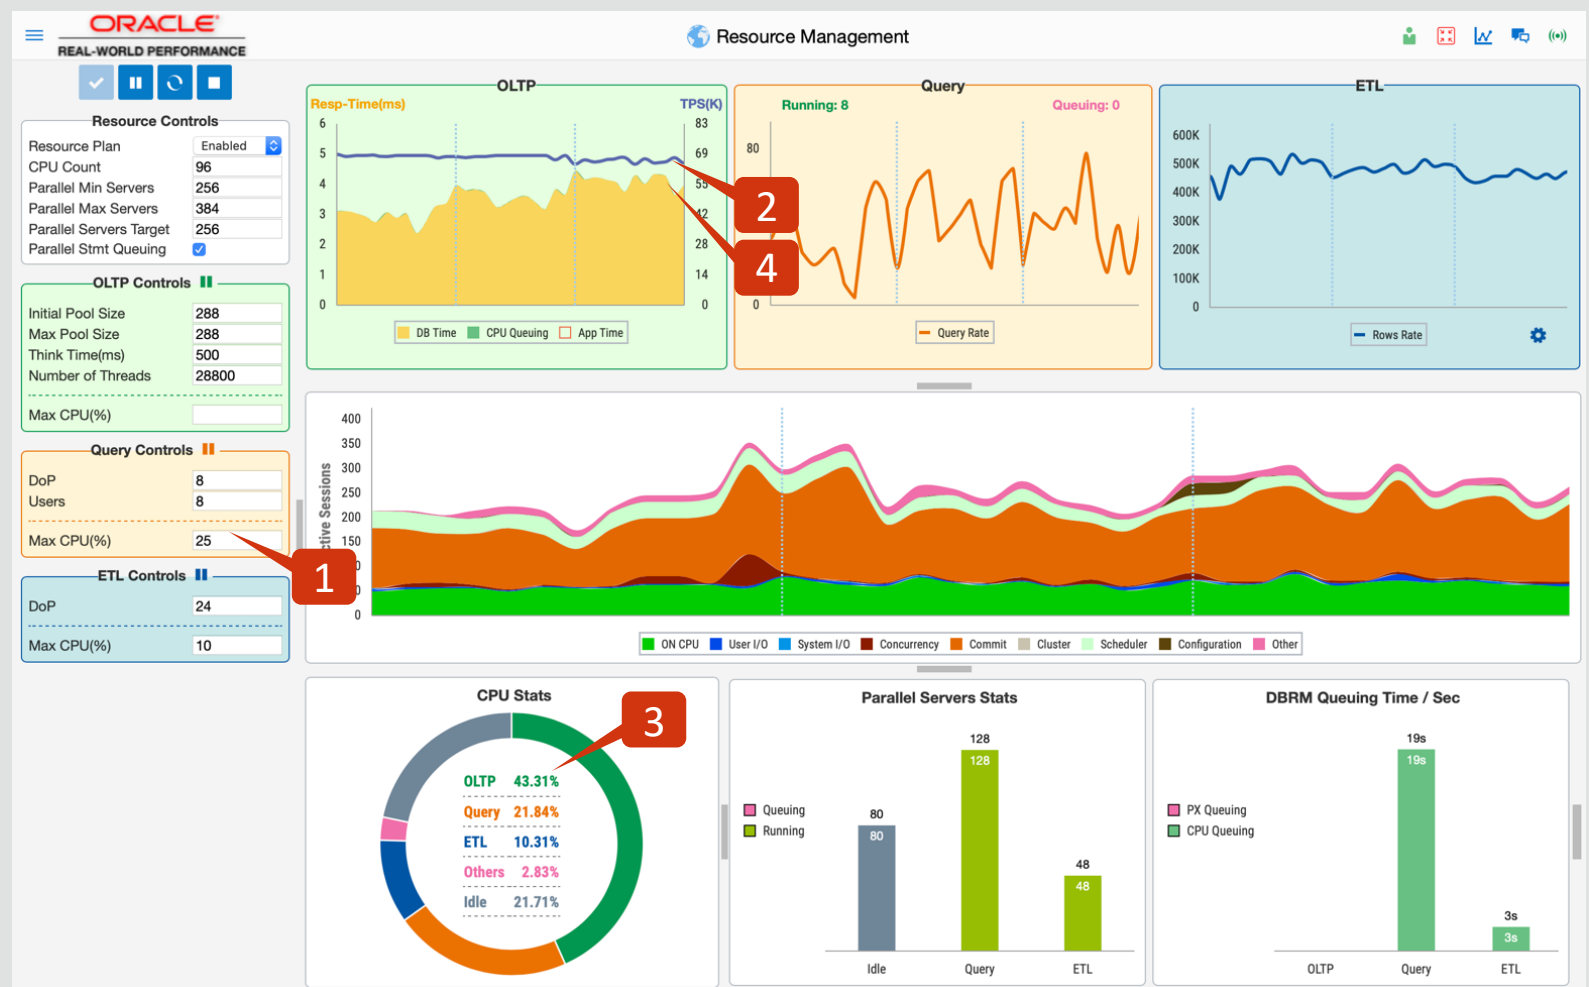 ORACLE
REAL-WORLD PERFORMANCE
Resource Management
Resource Controls
Resource Plan Enabled
CPU Count 96
Parallel Min Servers 256
Parallel Max Servers 384
Parallel Servers Target 256
Parallel Stmt Queuing
OLTP Controls
Initial Pool Size 288
Max Pool Size 288
Think Time(ms) 500
Number of Threads 28800
Max CPU(%)
Query Controls
DoP 8
Users 8
Max CPU(%) 25
1
ETL Controls
DoP 24
Max CPU(%) 10
OLTP
Resp-Time(ms) TPS(K)
6 83
5 69
4 55
3 42
2 28
1 14
0 0
2
4
DB Time CPU Queuing App Time
Query
Running: 8 Queuing: 0
80
0
Query Rate
ETL
600K
500K
400K
300K
200K
100K
0
Rows Rate
ctive Sessions
400
350
300
250
200
150
0
0
0
ON CPU User I/O System I/O Concurrency Commit Cluster Scheduler Configuration Other
CPU Stats
3
OLTP 43.31%
Query 21.84%
ETL 10.31%
Others 2.83%
Idle 21.71%
Parallel Servers Stats
Queuing
Running
80
80
128
128
48
48
Idle Query ETL
DBRM Queuing Time / Sec
PX Queuing
CPU Queuing
19s
19s
3s
3s
OLTP Query ETL